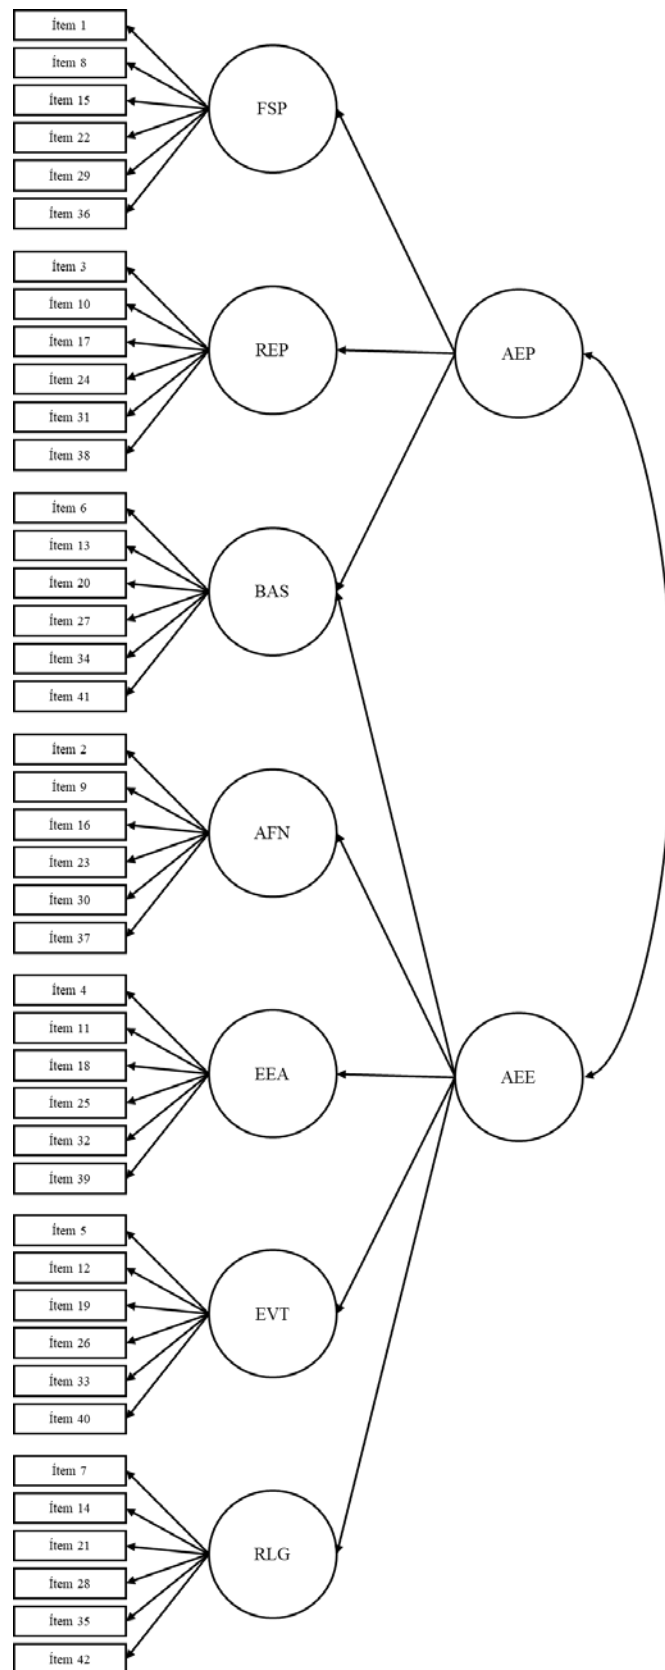 Ítem 1
Ítem 8
Ítem 15
Ítem 22
Ítem 29
Ítem 36
FSP
Ítem 3
Ítem 10
Ítem 17
Ítem 24
Ítem 31
Ítem 38
REP
AEP
Ítem 6
Ítem 13
Ítem 20
Ítem 27
Ítem 34
Ítem 41
BAS
Ítem 2
Ítem 9
Ítem 16
Ítem 23
Ítem 30
Ítem 37
AFN
Ítem 4
Ítem 11
Ítem 18
Ítem 25
Ítem 32
Ítem 39
EEA
AEE
Ítem 5
Ítem 12
Ítem 19
Ítem 26
Ítem 33
Ítem 40
EVT
Ítem 7
Ítem 14
Ítem 21
Ítem 28
Ítem 35
Ítem 42
RLG